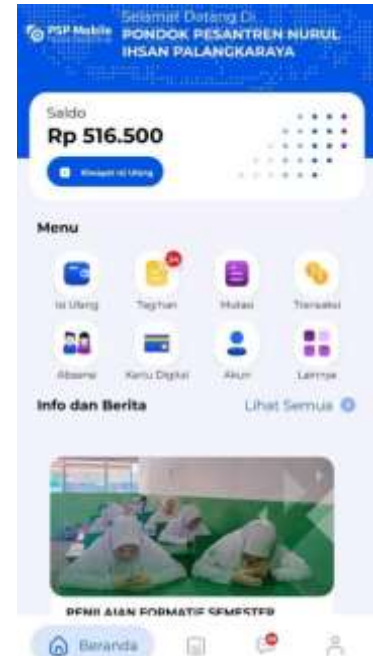 Selamat Datang Di
PSP Mobile
PONDOK PESANTREN NURUL
IHSAN PALANGKARAYA
Saldo
Rp 516.500
Riwayat Isi Ulang
Menu
Isi Ulang
Tagihan
Mutasi
Transaksi
Absensi
Kartu Digital
Akun
Lainnya
Info dan Berita
Lihat Semua
PENILAIAN FORMATIF SEMESTER
Beranda